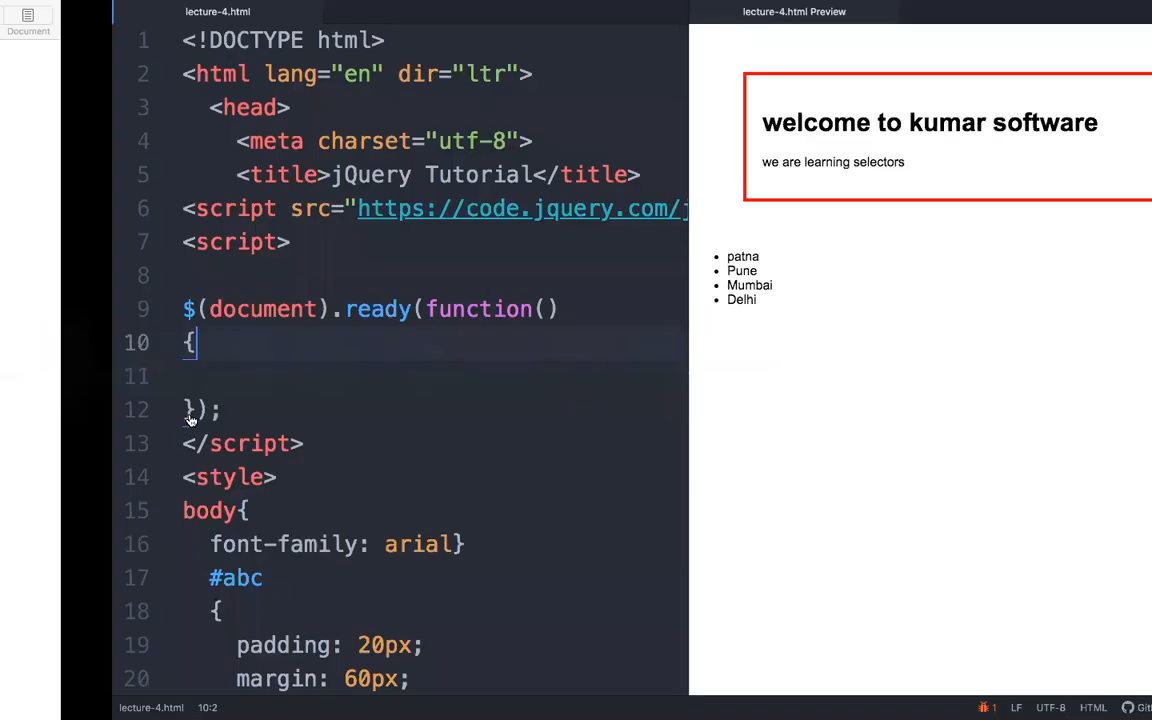 Document
lecture-4.html
lecture-4.html Preview
1 <!DOCTYPE html>
2 <html lang="en" dir="ltr">
3 <head>
4 <meta charset="utf-8">
5 <title>jQuery Tutorial</title>
6 <script src="https://code.jquery.com/j
7 <script>
8
9 $(document).ready(function()
10 {
11
12 });
13 </script>
14 <style>
15 body{
16 font-family: arial}
17 #abc
18 {
19 padding: 20px;
20 margin: 60px;
welcome to kumar software
we are learning selectors
• patna
• Pune
• Mumbai
• Delhi
lecture-4.html 10:2
1 LF UTF-8 HTML Git